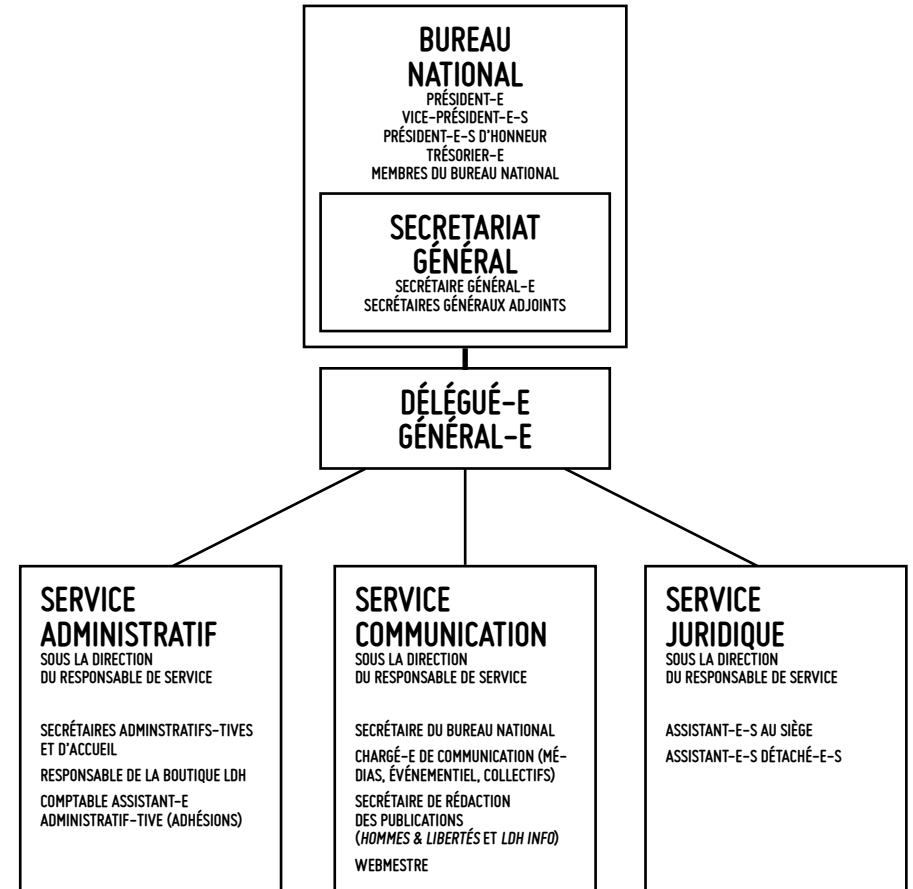 BUREAU
NATIONAL
PRÉSIDENT-E
VICE-PRÉSIDENT-E-S
PRÉSIDENT-E-S D'HONNEUR
TRÉSORIER-E
MEMBRES DU BUREAU NATIONAL
SECRETARIAT
GÉNÉRAL
SECRÉTAIRE GÉNÉRAL-E
SECRÉTAIRES GÉNÉRAUX ADJOINTS
DÉLÉGUÉ-E
GÉNÉRAL-E
SERVICE
ADMINISTRATIF
SOUS LA DIRECTION
DU RESPONSABLE DE SERVICE
SECRÉTAIRES ADMINSTRATIFS-TIVES
ET D'ACCUEIL
RESPONSABLE DE LA BOUTIQUE LDH
COMPTABLE ASSISTANT-E
ADMINISTRATIF-TIVE (ADHÉSIONS)
SERVICE
COMMUNICATION
SOUS LA DIRECTION
DU RESPONSABLE DE SERVICE
SECRÉTAIRE DU BUREAU NATIONAL
CHARGÉ-E DE COMMUNICATION (MÉ-
DIAS, ÉVÉNEMENTIEL, COLLECTIFS)
SECRÉTAIRE DE RÉDACTION
DES PUBLICATIONS
(HOMMES & LIBERTÉS ET LDH INFO)
WEBMESTRE
SERVICE
JURIDIQUE
SOUS LA DIRECTION
DU RESPONSABLE DE SERVICE
ASSISTANT-E-S AU SIÈGE
ASSISTANT-E-S DÉTACHÉ-E-S